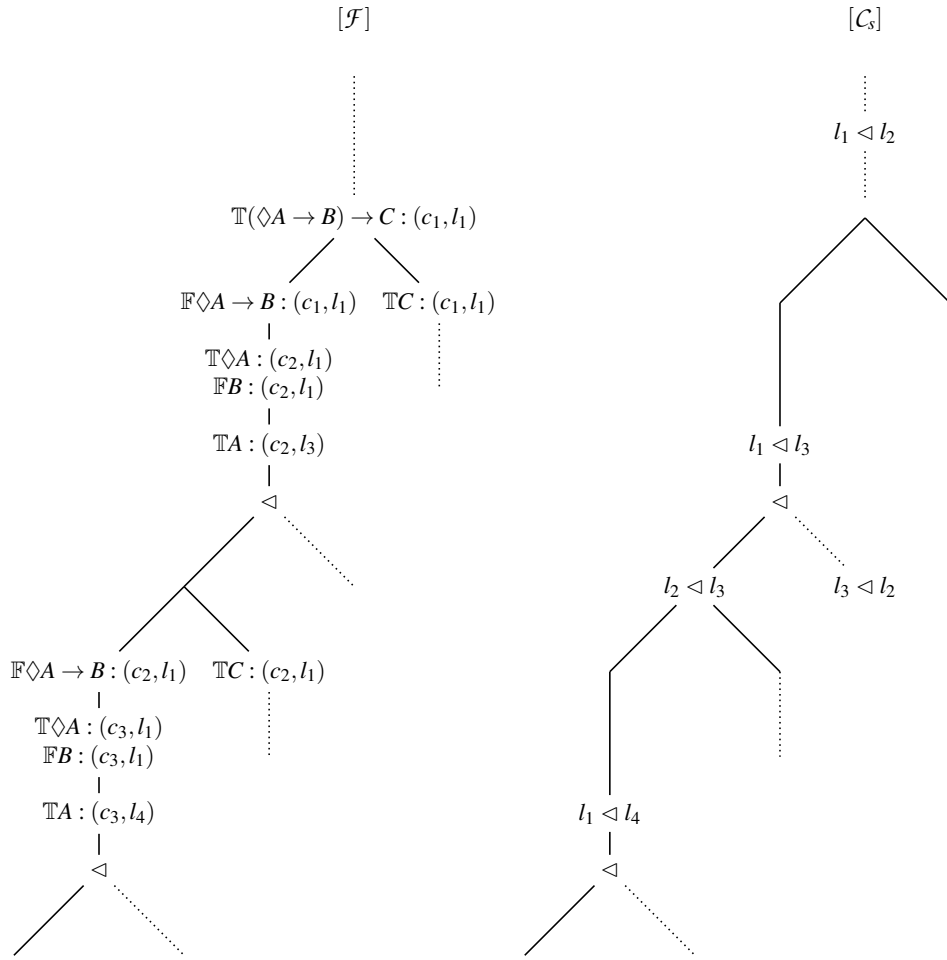 [ℱ] [𝒞ₛ]
l₁ ◁ l₂
𝕋(◇A → B) → C : (c₁, l₁)
𝔽◇A → B : (c₁, l₁) 𝕋C : (c₁, l₁)
𝕋◇A : (c₂, l₁)
𝔽B : (c₂, l₁)
𝕋A : (c₂, l₃) l₁ ◁ l₃
◁ ◁
l₂ ◁ l₃ l₃ ◁ l₂
𝔽◇A → B : (c₂, l₁) 𝕋C : (c₂, l₁)
𝕋◇A : (c₃, l₁)
𝔽B : (c₃, l₁)
𝕋A : (c₃, l₄) l₁ ◁ l₄
◁ ◁